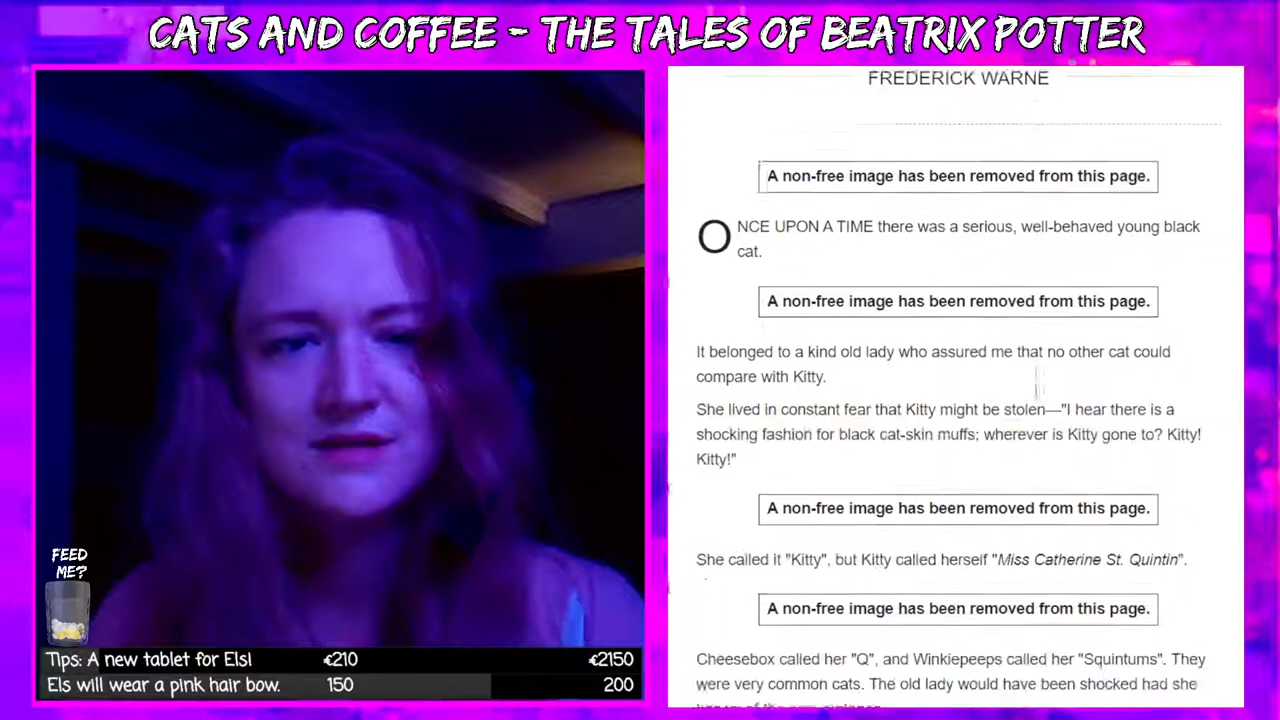 CATS AND COFFEE - THE TALES OF BEATRIX POTTER
FREDERICK WARNE
A non-free image has been removed from this page.
ONCE UPON A TIME there was a serious, well-behaved young black
cat.
A non-free image has been removed from this page.
It belonged to a kind old lady who assured me that no other cat could
compare with Kitty.
She lived in constant fear that Kitty might be stolen—"I hear there is a
shocking fashion for black cat-skin muffs; wherever is Kitty gone to? Kitty!
Kitty!"
A non-free image has been removed from this page.
She called it "Kitty", but Kitty called herself "Miss Catherine St. Quintin".
A non-free image has been removed from this page.
Cheesebox called her "Q", and Winkiepeeps called her "Squintums". They
were very common cats. The old lady would have been shocked had she
FEED
ME?
Tips: A new tablet for Els! €210 €2150
Els will wear a pink hair bow. 150 200